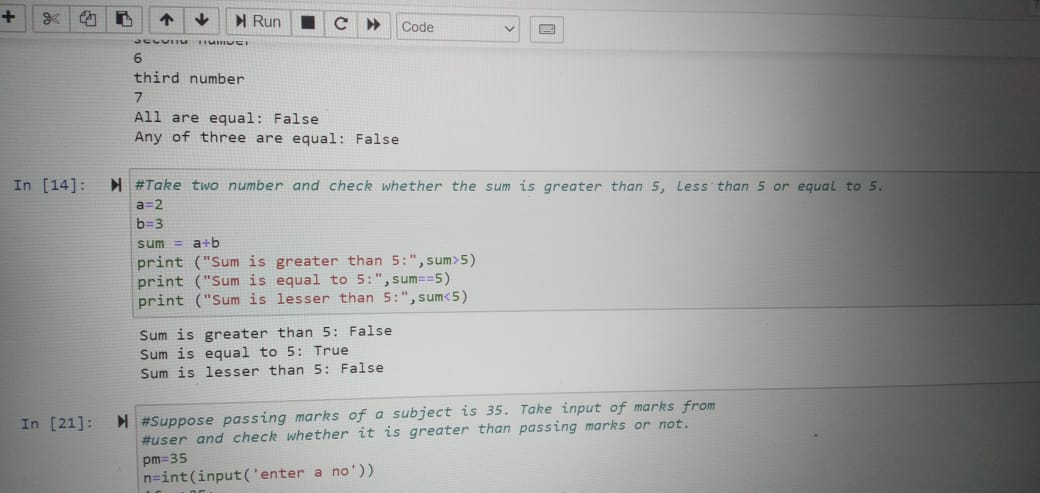 Run
Code
second number
6
third number
7
All are equal: False
Any of three are equal: False
In [14]:
#Take two number and check whether the sum is greater than 5, less than 5 or equal to 5.
a=2
b=3
sum = a+b
print ("Sum is greater than 5:",sum>5)
print ("Sum is equal to 5:",sum==5)
print ("Sum is lesser than 5:",sum<5)
Sum is greater than 5: False
Sum is equal to 5: True
Sum is lesser than 5: False
In [21]:
#Suppose passing marks of a subject is 35. Take input of marks from
#user and check whether it is greater than passing marks or not.
pm=35
n=int(input('enter a no'))